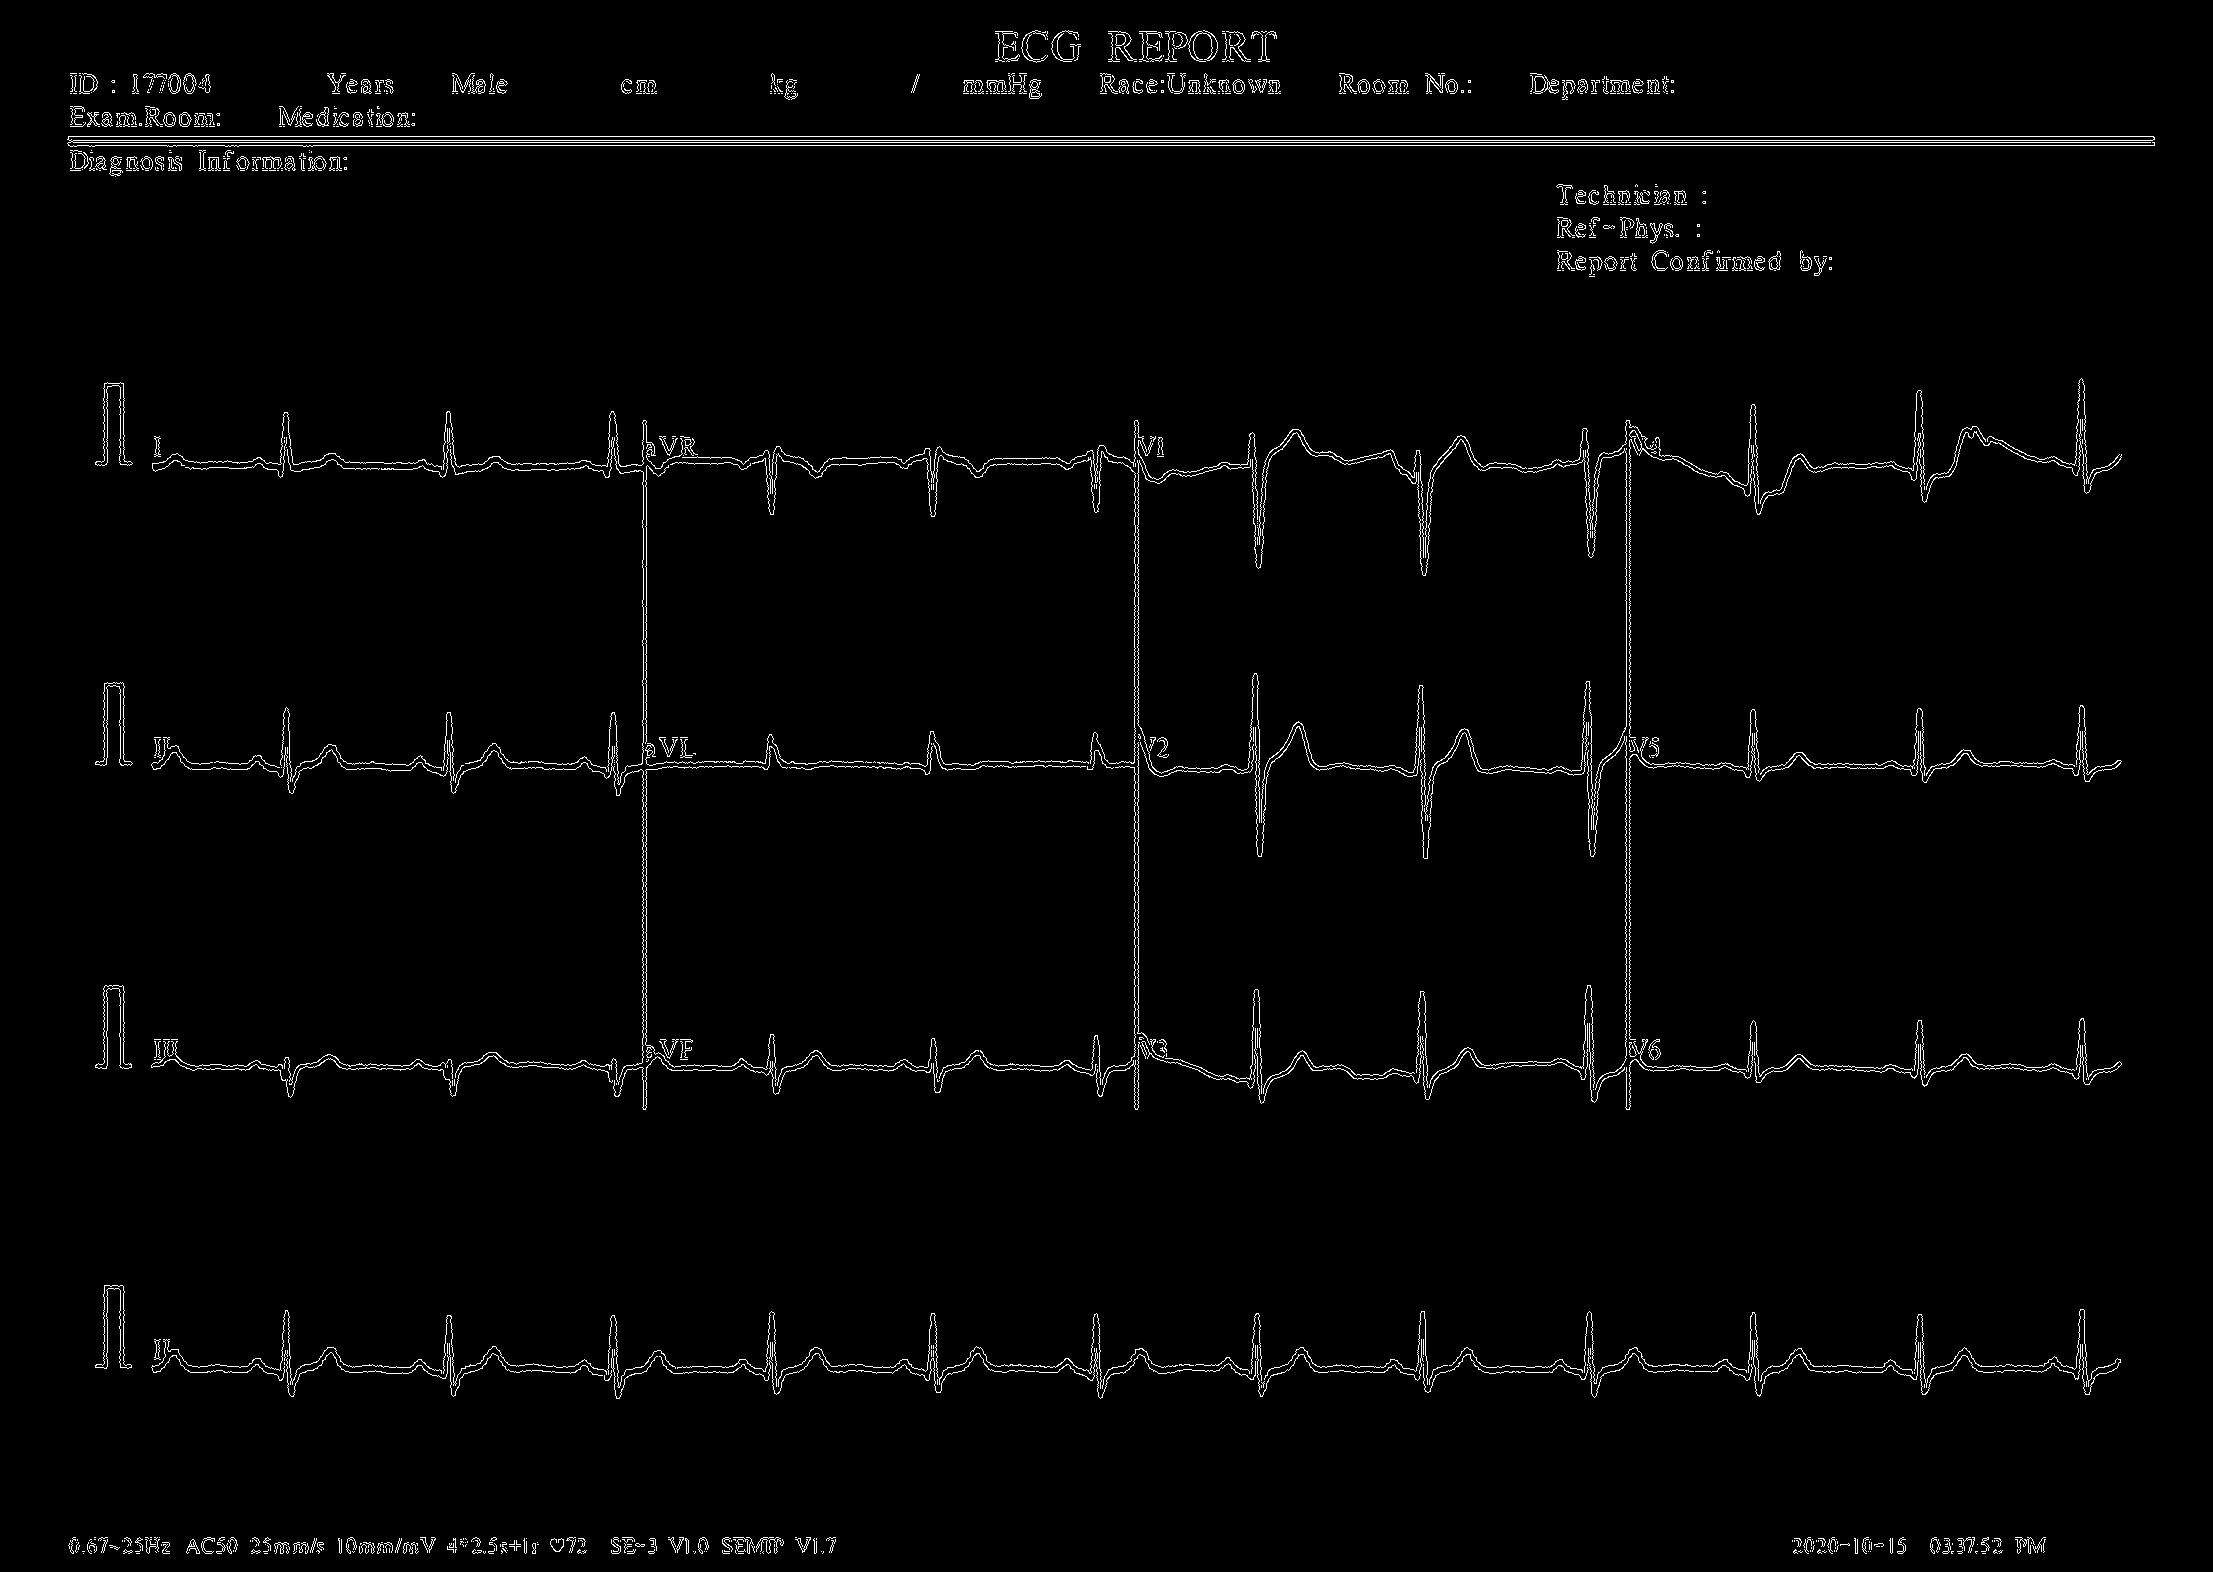 ECG REPORT
ID : 177004 Years Male cm kg / mmHg Race:Unknown Room No.: Department:
Exam.Room: Medication:
Diagnosis Information:
Technician :
Ref-Phys. :
Report Confirmed by:
I aVR V1 V4
II aVL V2 V5
III aVF V3 V6
II
0.67~25Hz AC50 25mm/s 10mm/mV 4*2.5s+1r ♡72 SE-3 V1.0 SEMIP V1.7 2020-10-15 03:37:52 PM